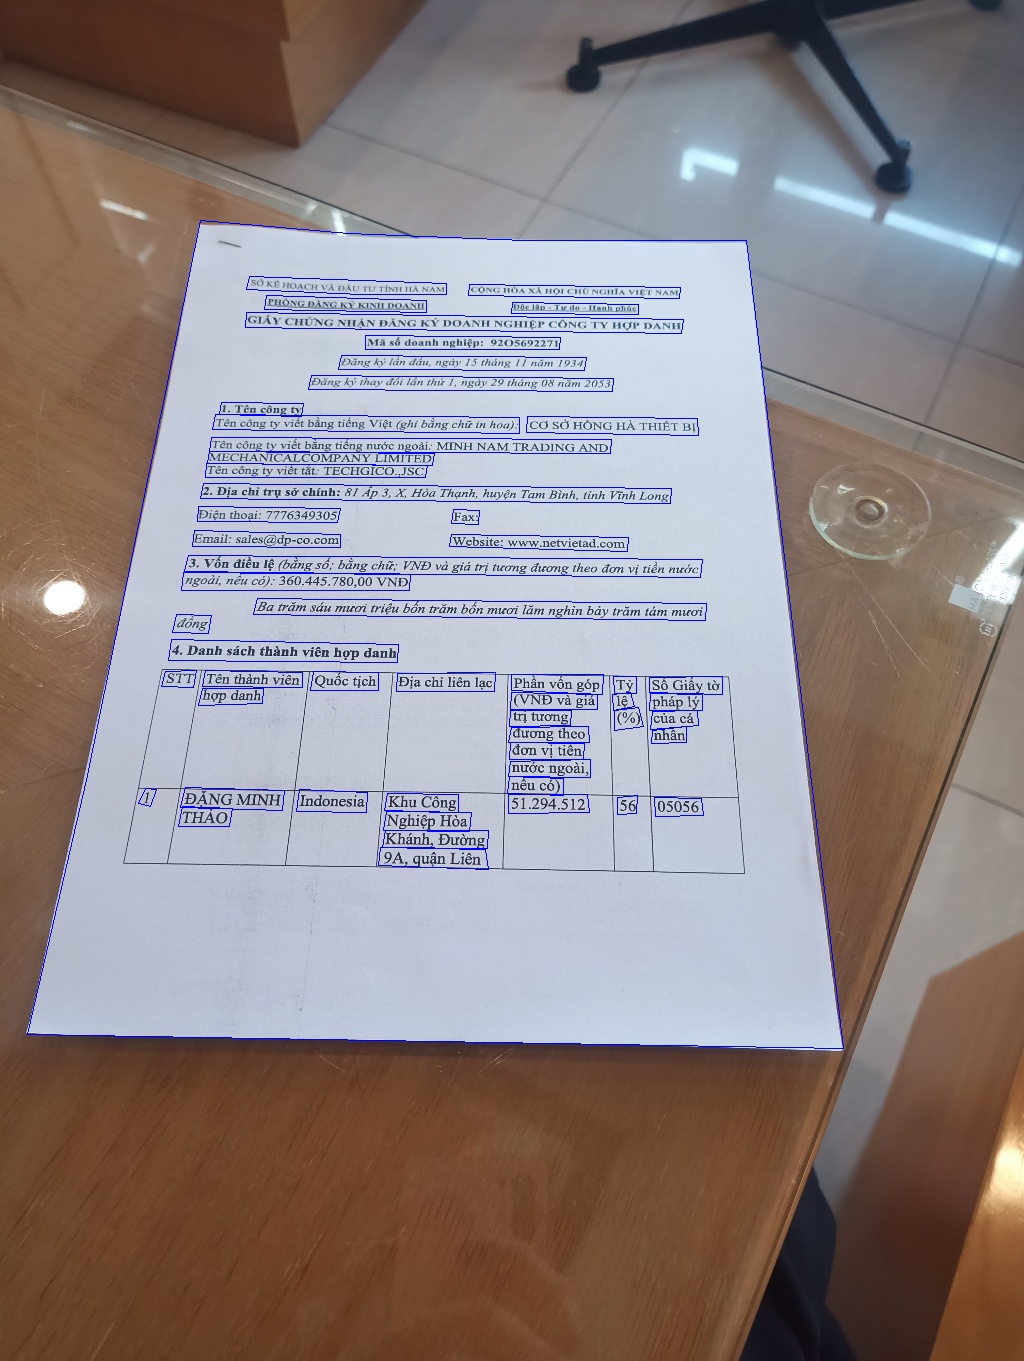 SỞ KẾ HOẠCH VÀ ĐẦU TƯ TỈNH HÀ NAM
CỘNG HÒA XÃ HỘI CHỦ NGHĨA VIỆT NAM
PHÒNG ĐĂNG KÝ KINH DOANH
Độc lập - Tự do - Hạnh phúc
GIẤY CHỨNG NHẬN ĐĂNG KÝ DOANH NGHIỆP CÔNG TY HỢP DANH
Mã số doanh nghiệp: 92O5692271
Đăng ký lần đầu, ngày 15 tháng 11 năm 1934
Đăng ký thay đổi lần thứ 1, ngày 29 tháng 08 năm 2053
1. Tên công ty
Tên công ty viết bằng tiếng Việt (ghi bằng chữ in hoa): CƠ SỞ HỒNG HÀ THIẾT BỊ
Tên công ty viết bằng tiếng nước ngoài: MINH NAM TRADING AND
MECHANICALCOMPANY LIMITED
Tên công ty viết tắt: TECHGICO.,JSC
2. Địa chỉ trụ sở chính: 81 Ấp 3, X, Hòa Thạnh, huyện Tam Bình, tỉnh Vĩnh Long
Điện thoại: 7776349305
Fax:
Email: sales@dp-co.com
Website: www.netvietad.com
3. Vốn điều lệ (bằng số; bằng chữ; VNĐ và giá trị tương đương theo đơn vị tiền nước
ngoài, nếu có): 360.445.780,00 VNĐ
Ba trăm sáu mươi triệu bốn trăm bốn mươi lăm nghìn bảy trăm tám mươi
đồng
4. Danh sách thành viên hợp danh
STT
Tên thành viên
hợp danh
Quốc tịch
Địa chỉ liên lạc
Phần vốn góp
(VNĐ và giá
trị tương
đương theo
đơn vị tiền
nước ngoài,
nếu có)
Tỷ
lệ
(%)
Số Giấy tờ
pháp lý
của cá
nhân
1
ĐẶNG MINH
THẢO
Indonesia
Khu Công
Nghiệp Hòa
Khánh, Đường
9A, quận Liên
51.294.512
56
05056